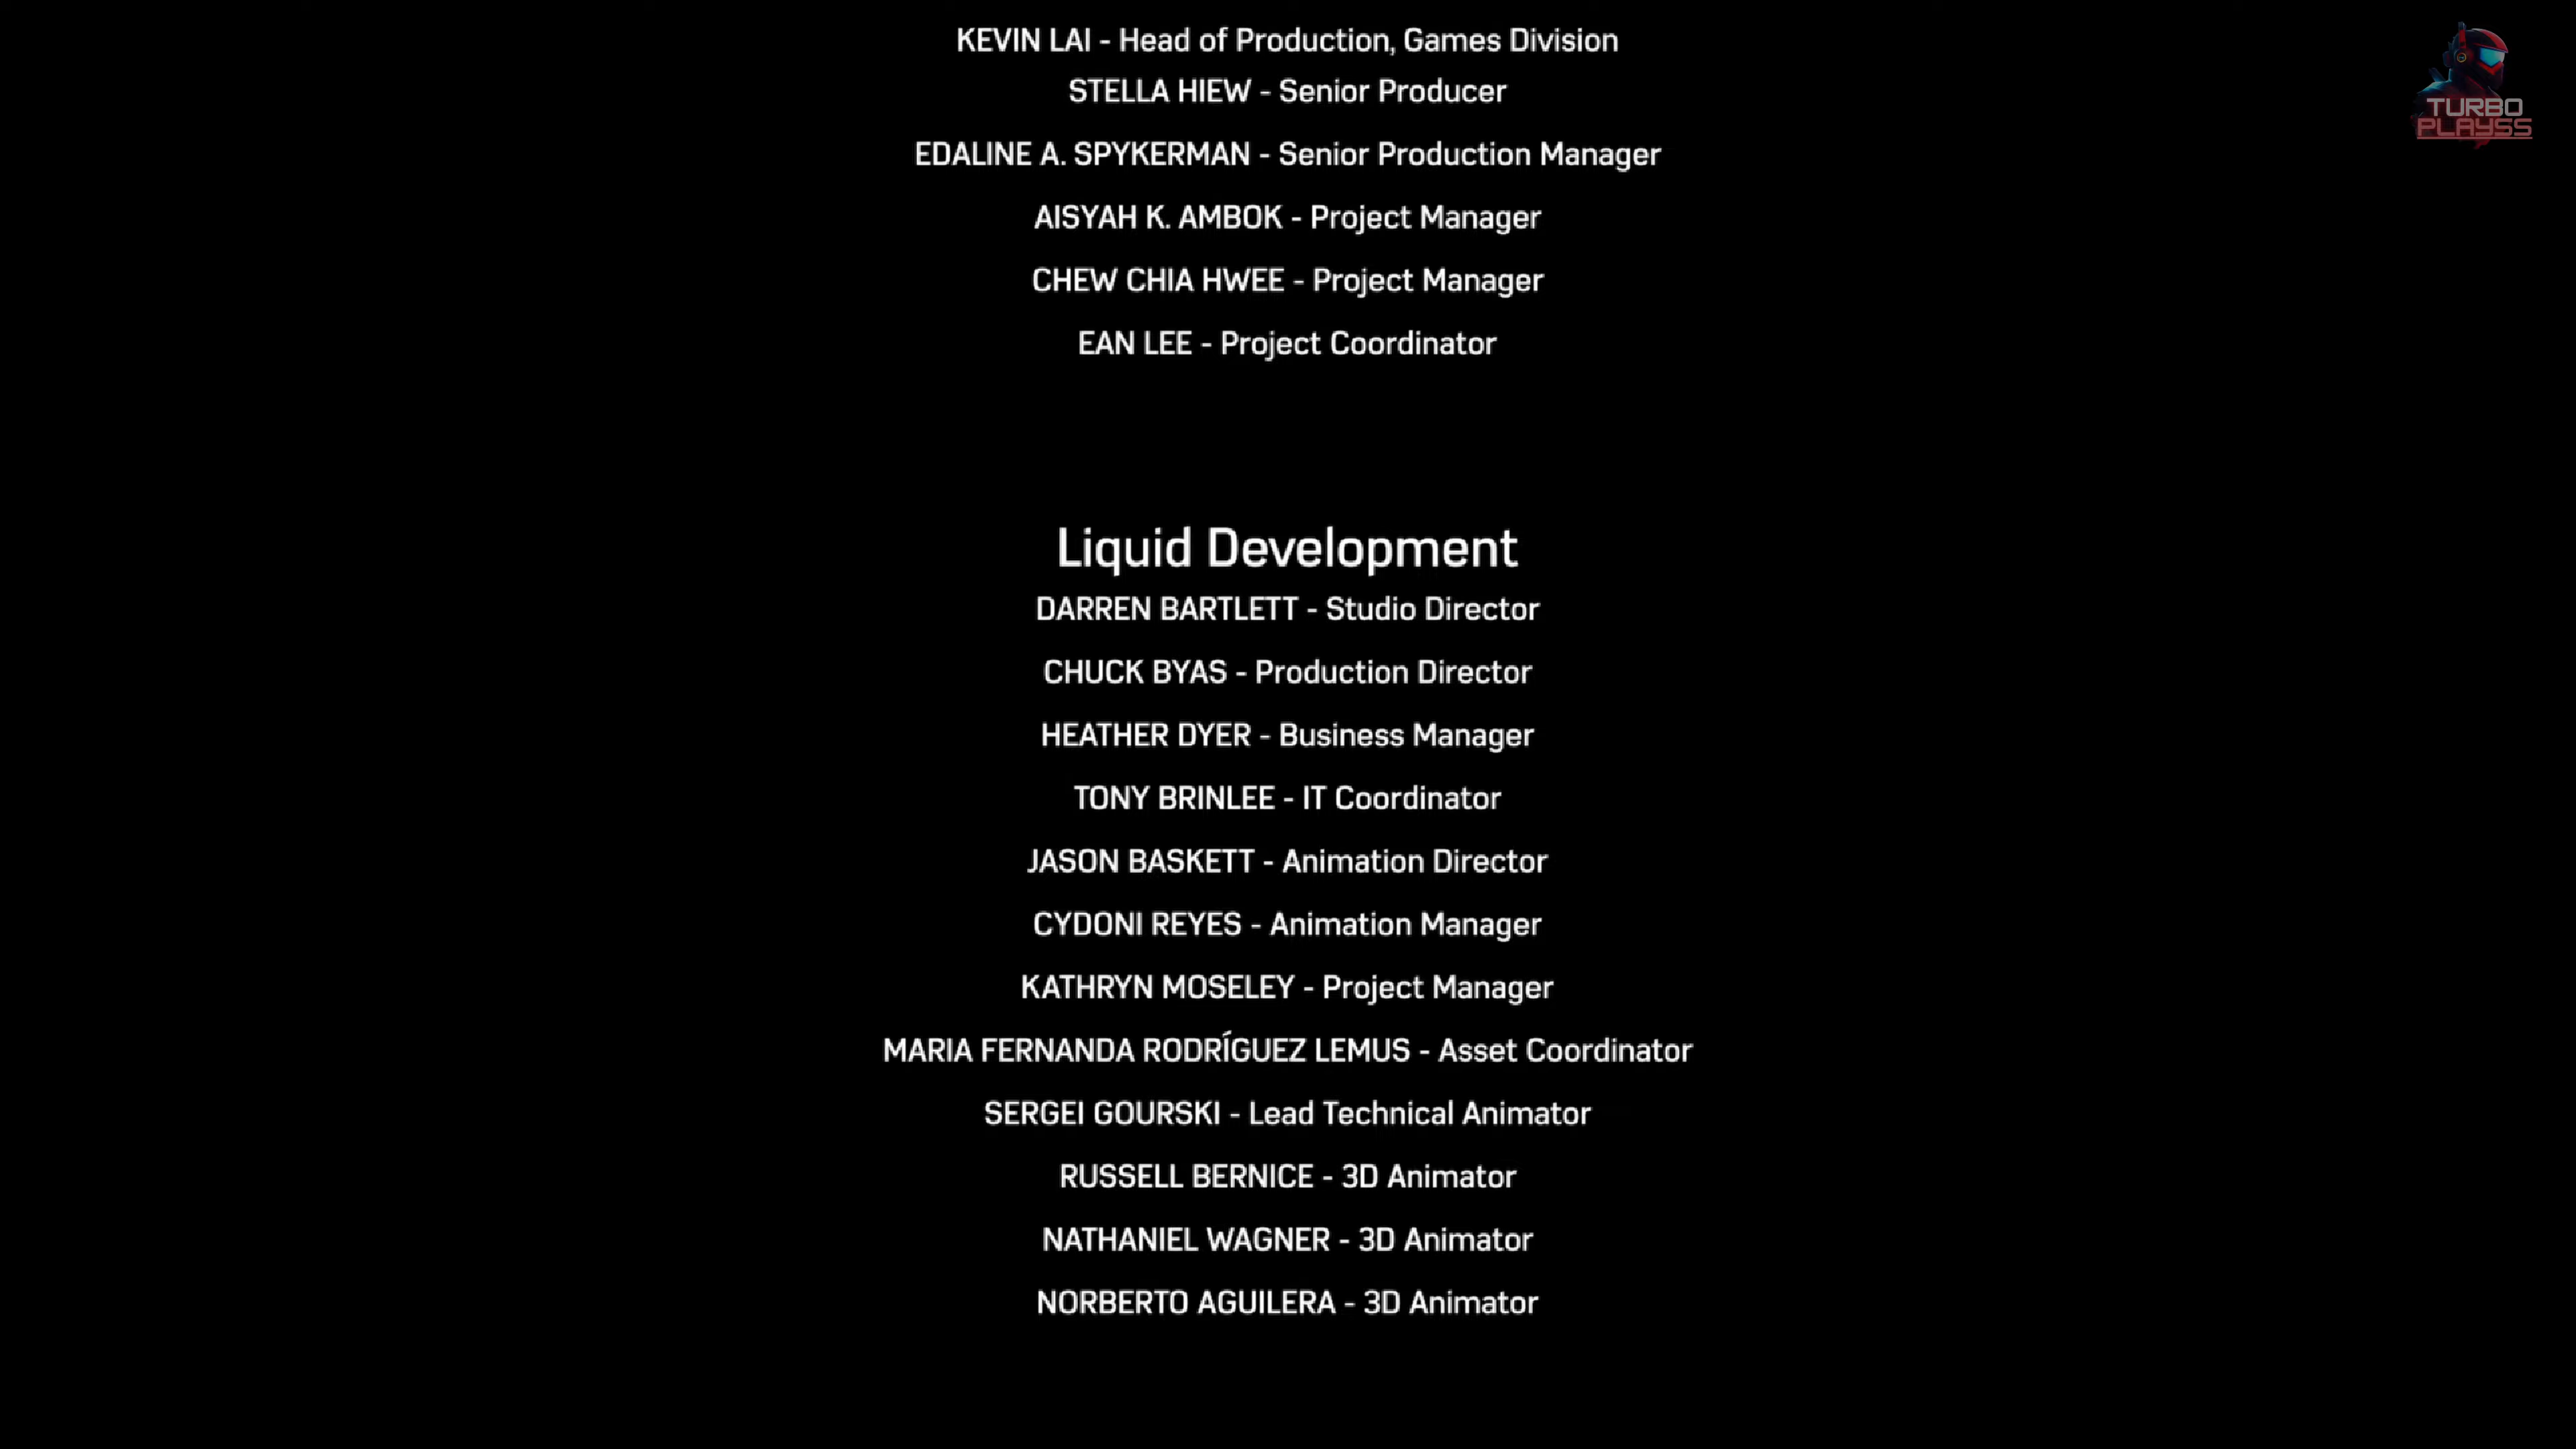 KEVIN LAI - Head of Production, Games Division
STELLA HIEW - Senior Producer
EDALINE A. SPYKERMAN - Senior Production Manager
AISYAH K. AMBOK - Project Manager
CHEW CHIA HWEE - Project Manager
EAN LEE - Project Coordinator
TURBO
PLAYSS
Liquid Development
DARREN BARTLETT - Studio Director
CHUCK BYAS - Production Director
HEATHER DYER - Business Manager
TONY BRINLEE - IT Coordinator
JASON BASKETT - Animation Director
CYDONI REYES - Animation Manager
KATHRYN MOSELEY - Project Manager
MARIA FERNANDA RODRÍGUEZ LEMUS - Asset Coordinator
SERGEI GOURSKI - Lead Technical Animator
RUSSELL BERNICE - 3D Animator
NATHANIEL WAGNER - 3D Animator
NORBERTO AGUILERA - 3D Animator